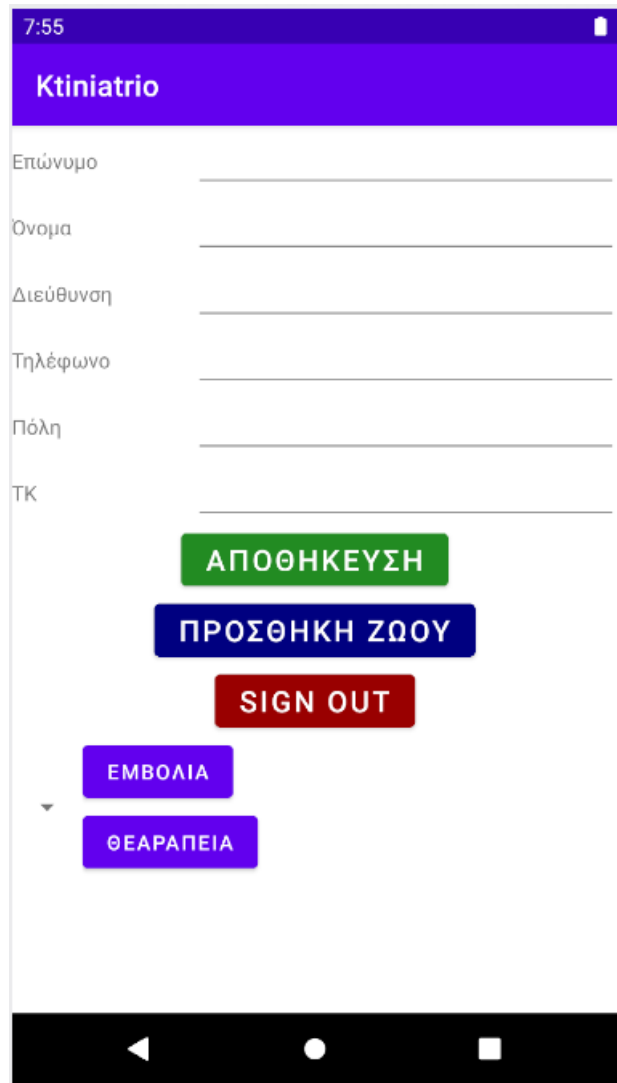 7:55
Ktiniatrio
Επώνυμο
Όνομα
Διεύθυνση
Τηλέφωνο
Πόλη
ΤΚ
ΑΠΟΘΗΚΕΥΣΗ
ΠΡΟΣΘΗΚΗ ΖΩΟΥ
SIGN OUT
ΕΜΒΟΛΙΑ
ΘΕΑΡΑΠΕΙΑ